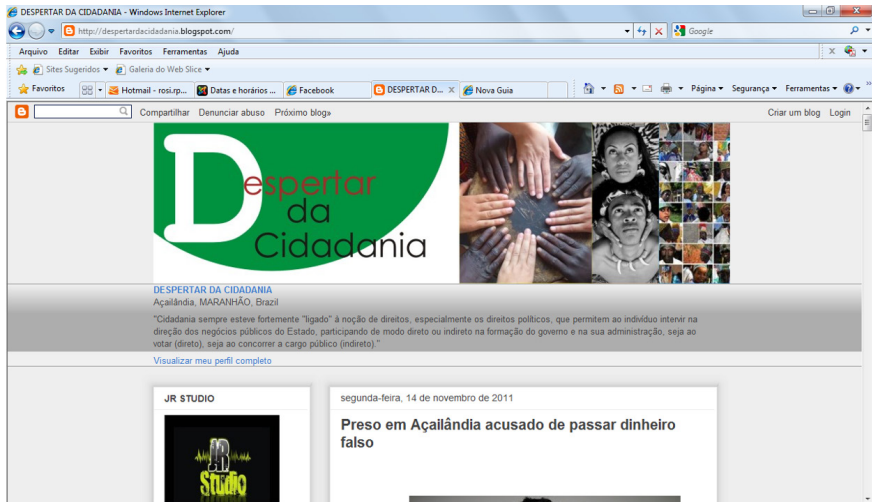 DESPERTAR DA CIDADANIA - Windows Internet Explorer
http://despertardacidadania.blogspot.com/
Google
Arquivo Editar Exibir Favoritos Ferramentas Ajuda
Sites Sugeridos Galeria do Web Slice
Favoritos Hotmail - rosi.rp... Datas e horários ... Facebook DESPERTAR D... Nova Guia Página Segurança Ferramentas
Compartilhar Denunciar abuso Próximo blog» Criar um blog Login
Despertar
da
Cidadania
DESPERTAR DA CIDADANIA
Açailândia, MARANHÃO, Brazil
"Cidadania sempre esteve fortemente "ligado" á noção de direitos, especialmente os direitos políticos, que permitem ao indivíduo intervir na
direção dos negócios públicos do Estado, participando de modo direto ou indireto na formação do governo e na sua administração, seja ao
votar (direto), seja ao concorrer a cargo público (indireto)."
Visualizar meu perfil completo
JR STUDIO
JR
Studio
segunda-feira, 14 de novembro de 2011
Preso em Açailândia acusado de passar dinheiro
falso